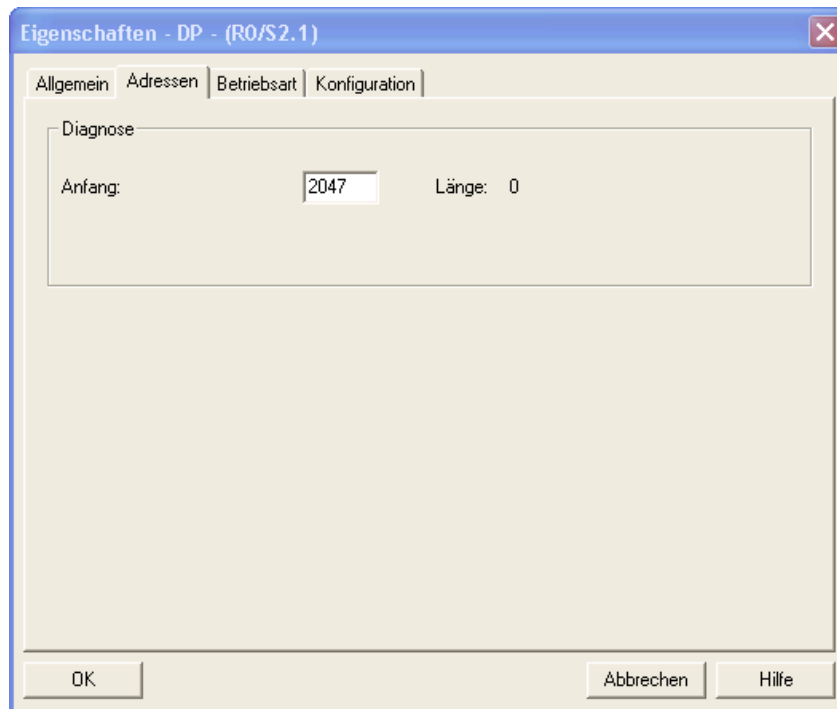 Eigenschaften - DP - (R0/S2.1)
Allgemein Adressen Betriebsart Konfiguration
Diagnose
Anfang: 2047 Länge: 0
OK Abbrechen Hilfe